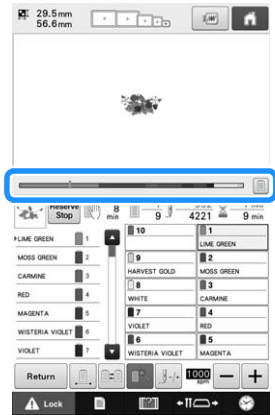 29.5mm
56.6mm
Reserve
Stop
8
min
9
4221
9 min
LIME GREEN 1
MOSS GREEN 2
CARMINE 3
RED 4
MAGENTA 5
WISTERIA VIOLET 6
VIOLET 7
10
1
LIME GREEN
9
HARVEST GOLD
2
MOSS GREEN
8
WHITE
3
CARMINE
7
VIOLET
4
RED
6
WISTERIA VIOLET
5
MAGENTA
Return
1000
spm
Lock